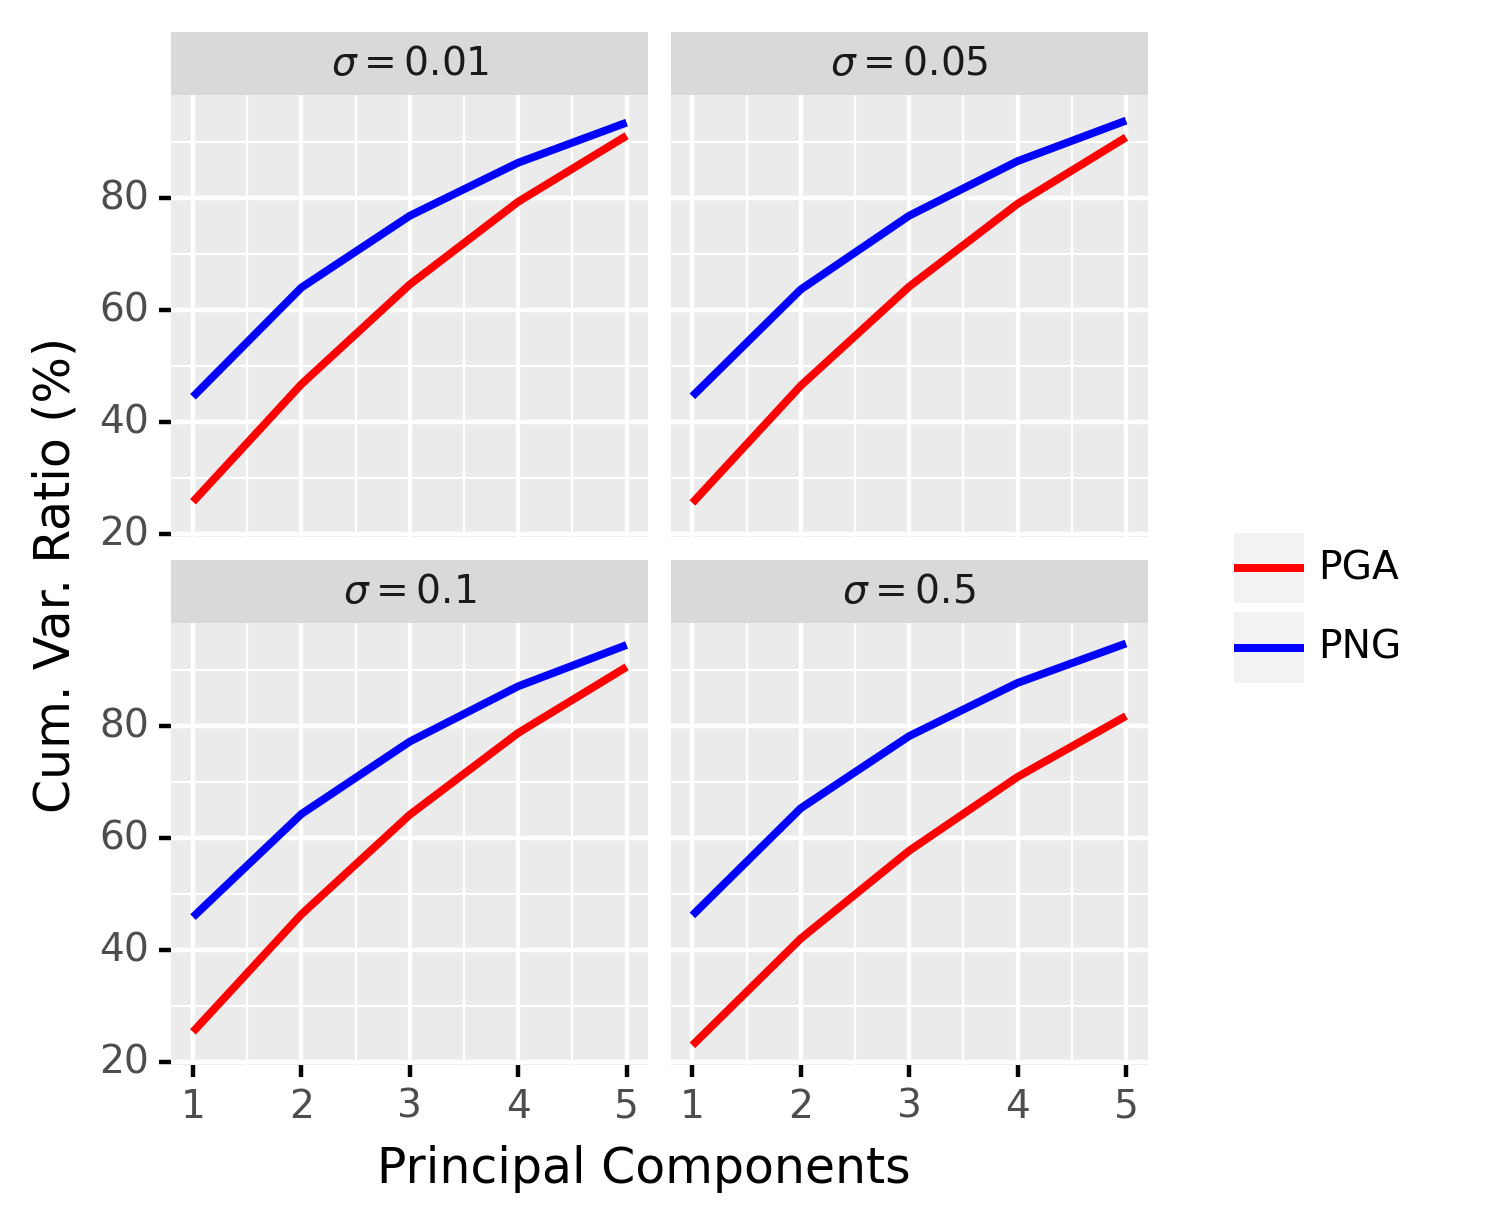 σ = 0.01
σ = 0.05
80
60
40
20
σ = 0.1
σ = 0.5
80
60
40
20
1 2 3 4 5 1 2 3 4 5
Principal Components
Cum. Var. Ratio (%)
PGA
PNG